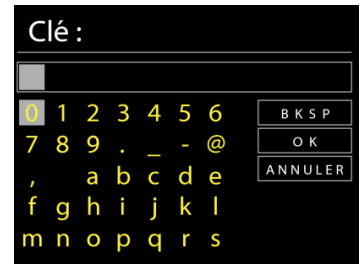 Clé :
0 1 2 3 4 5 6 BKSP
7 8 9 . _ - @ OK
, a b c d e ANNULER
f g h i j k l
m n o p q r s